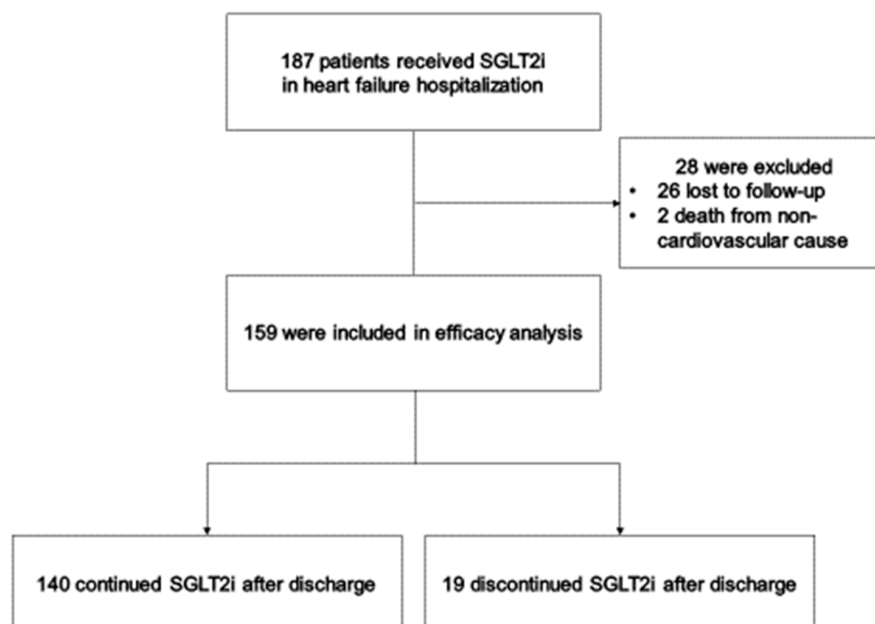 187 patients received SGLT2i
in heart failure hospitalization
28 were excluded
• 26 lost to follow-up
• 2 death from non-
cardiovascular cause
159 were included in efficacy analysis
140 continued SGLT2i after discharge
19 discontinued SGLT2i after discharge